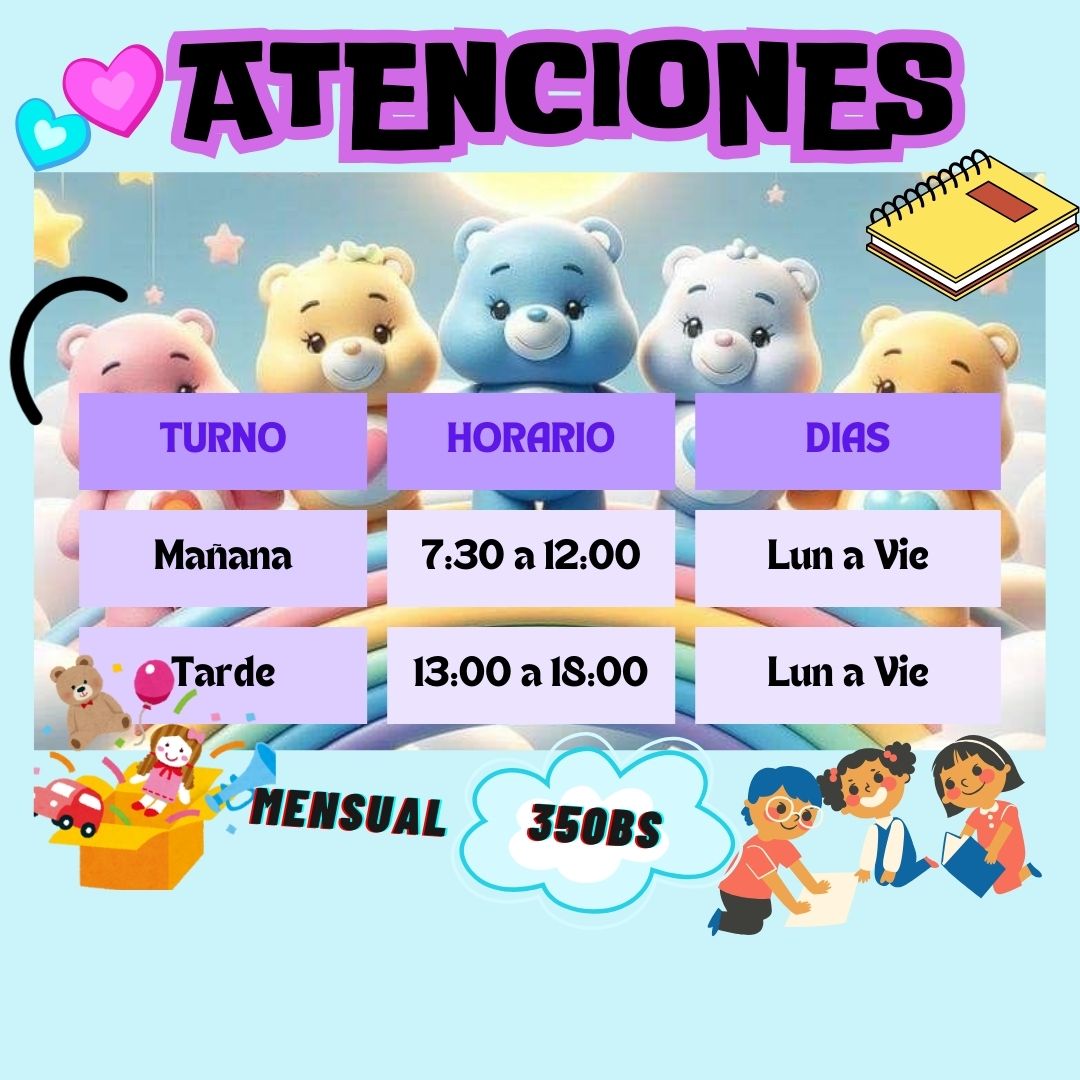 ATENCIONES
TURNO HORARIO DIAS
Mañana 7:30 a 12:00 Lun a Vie
Tarde 13:00 a 18:00 Lun a Vie
MENSUAL 350BS